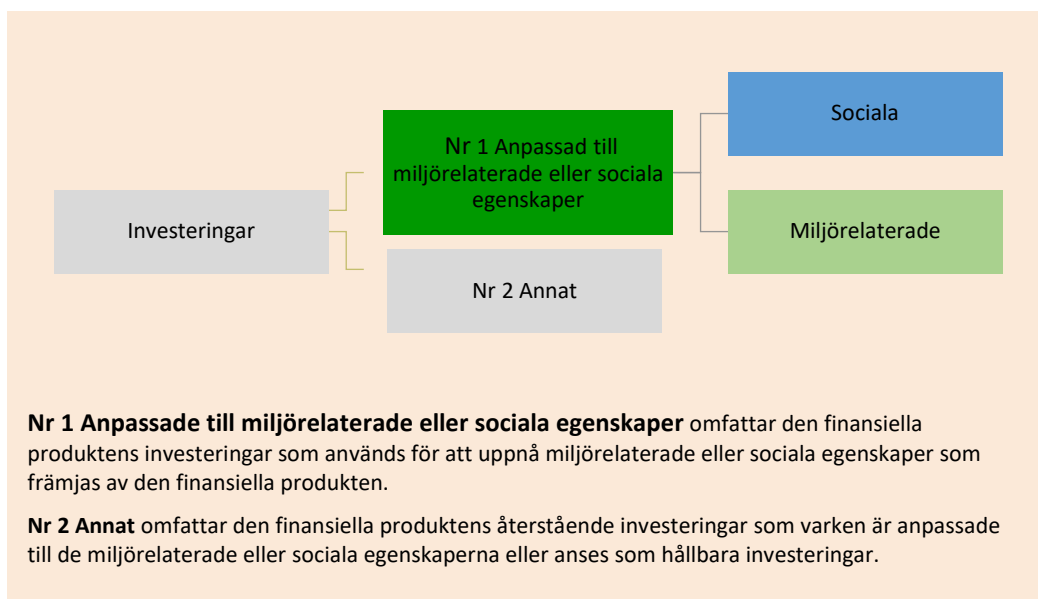 Investeringar
Nr 1 Anpassad till
miljörelaterade eller sociala
egenskaper
Nr 2 Annat
Sociala
Miljörelaterade
Nr 1 Anpassade till miljörelaterade eller sociala egenskaper omfattar den finansiella
produktens investeringar som används för att uppnå miljörelaterade eller sociala egenskaper som
främjas av den finansiella produkten.
Nr 2 Annat omfattar den finansiella produktens återstående investeringar som varken är anpassade
till de miljörelaterade eller sociala egenskaperna eller anses som hållbara investeringar.